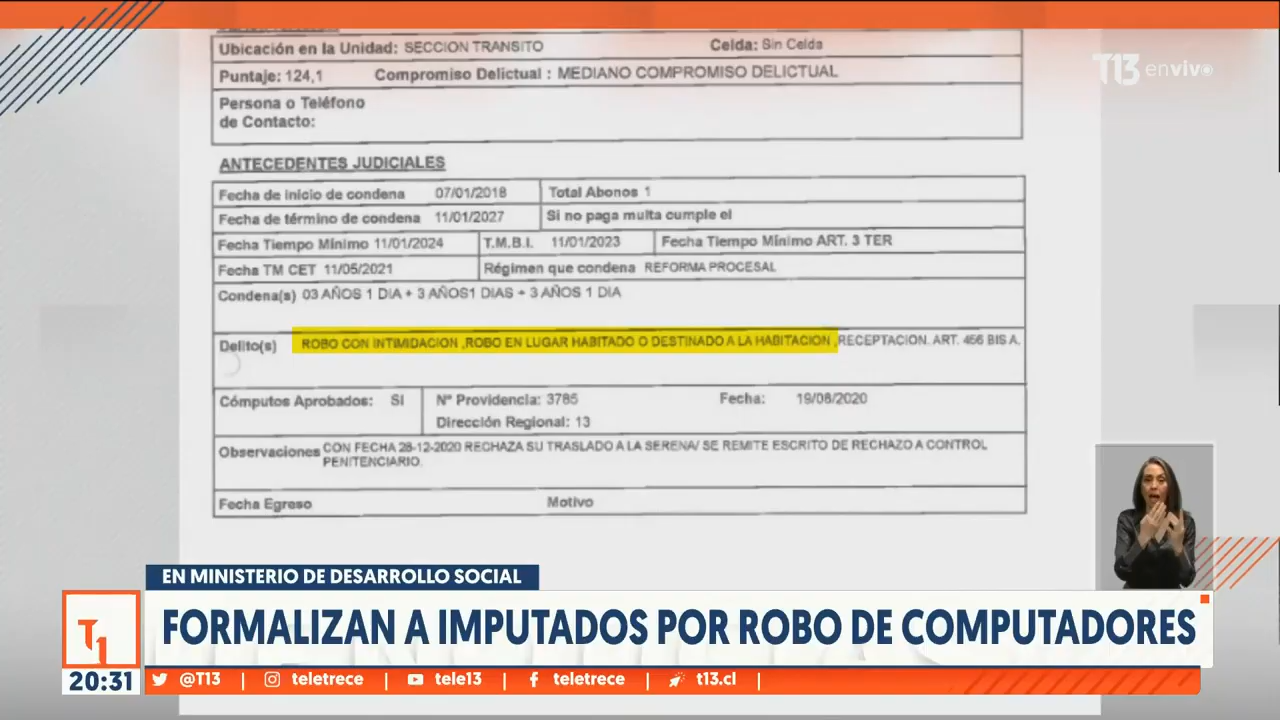 Ubicación en la Unidad: SECCION TRANSITO Celda: Sin Celda
Puntaje: 124,1 Compromiso Delictual : MEDIANO COMPROMISO DELICTUAL
Persona o Teléfono
de Contacto:
ANTECEDENTES JUDICIALES
Fecha de inicio de condena 07/01/2018 Total Abonos 1
Fecha de término de condena 11/01/2027 Si no paga multa cumple el
Fecha Tiempo Mínimo 11/01/2024 T.M.B.I. 11/01/2023 Fecha Tiempo Mínimo ART. 3 TER
Fecha TM CET 11/05/2021 Régimen que condena REFORMA PROCESAL
Condena(s) 03 AÑOS 1 DIA + 3 AÑOS1 DIAS + 3 AÑOS 1 DIA
Delito(s) ROBO CON INTIMIDACION ,ROBO EN LUGAR HABITADO O DESTINADO A LA HABITACION ,RECEPTACION. ART. 456 BIS A.
Cómputos Aprobados: SI Nº Providencia: 3785 Fecha: 19/08/2020
Dirección Regional: 13
Observaciones CON FECHA 28-12-2020 RECHAZA SU TRASLADO A LA SERENA/ SE REMITE ESCRITO DE RECHAZO A CONTROL
PENITENCIARIO.
Fecha Egreso Motivo
T13 en vivo
EN MINISTERIO DE DESARROLLO SOCIAL
FORMALIZAN A IMPUTADOS POR ROBO DE COMPUTADORES
T1
20:31 @T13 | teletrece | tele13 | teletrece | t13.cl |